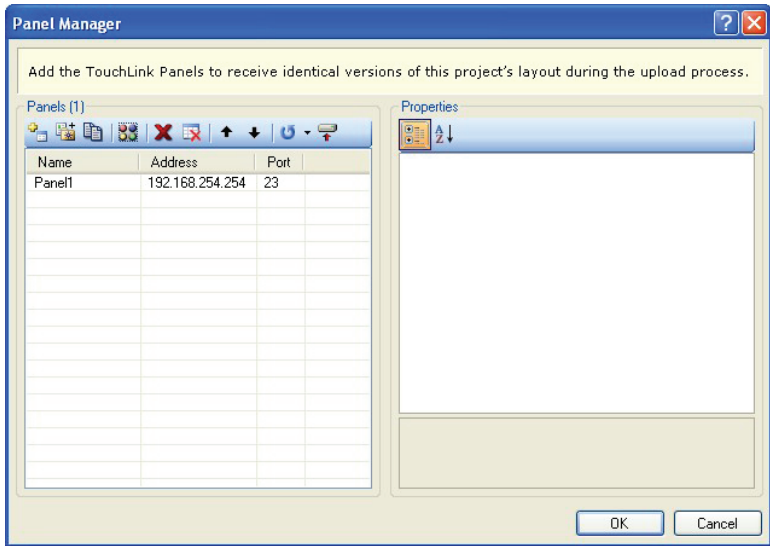 Panel Manager
Add the TouchLink Panels to receive identical versions of this project's layout during the upload process.
Panels (1)
Name Address Port
Panel1 192.168.254.254 23
Properties
OK Cancel